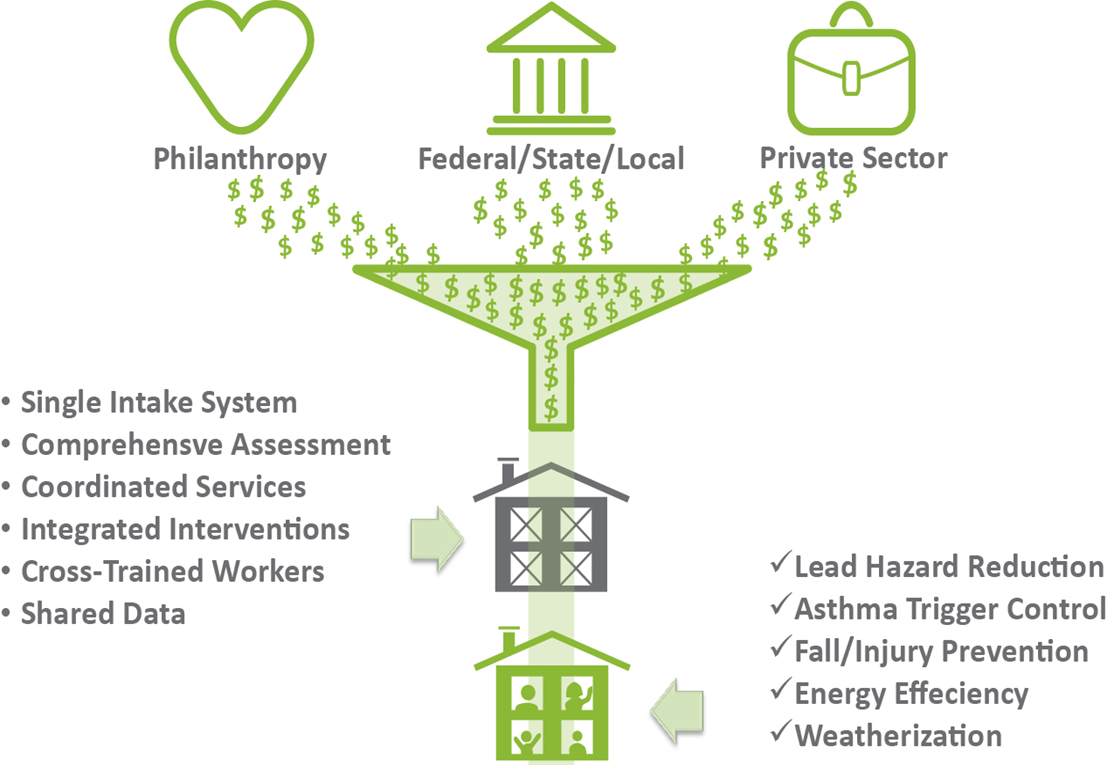 Philanthropy
Federal/State/Local
Private Sector
• Single Intake System
• Comprehensve Assessment
• Coordinated Services
• Integrated Interventions
• Cross-Trained Workers
• Shared Data
✓Lead Hazard Reduction
✓Asthma Trigger Control
✓Fall/Injury Prevention
✓Energy Effeciency
✓Weatherization